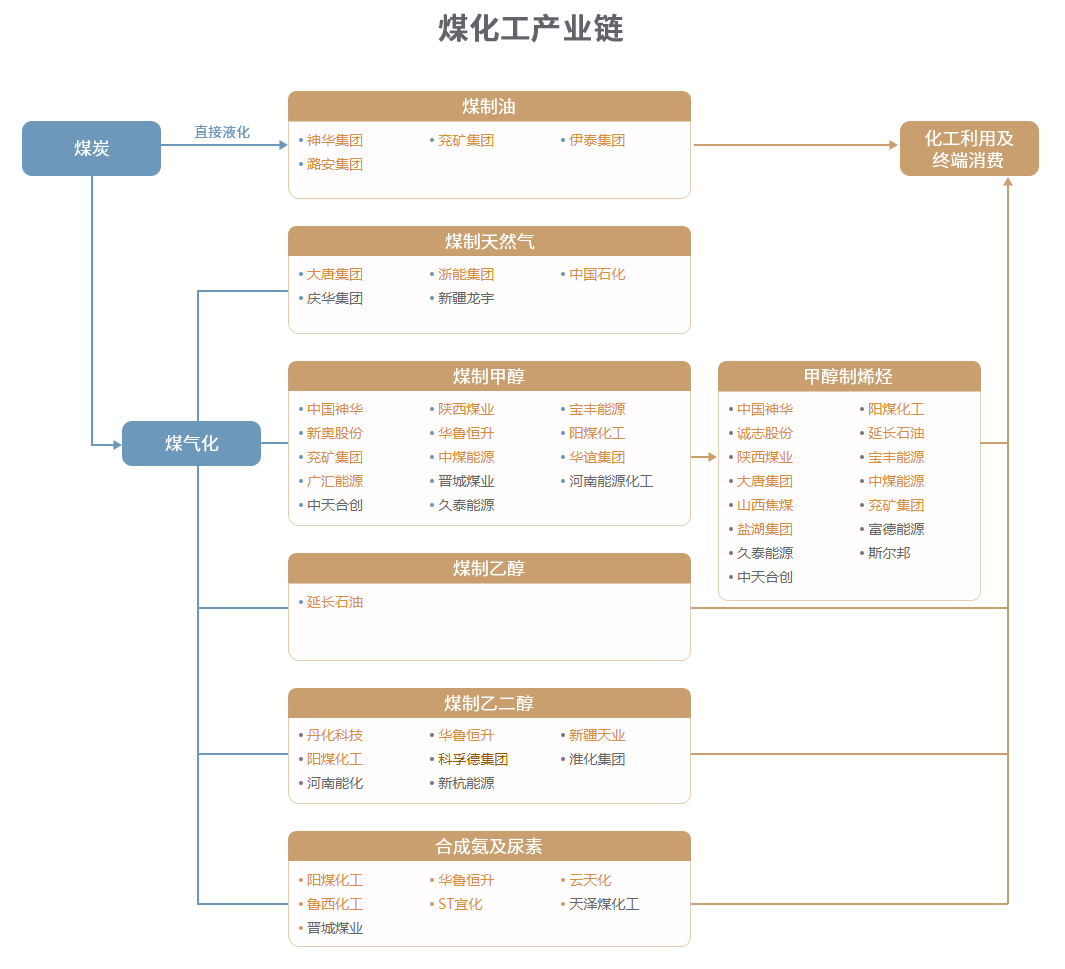 煤化工产业链
煤炭
直接液化
煤制油
神华集团 兖矿集团 伊泰集团
潞安集团
化工利用及
终端消费
煤制天然气
大唐集团 浙能集团 中国石化
庆华集团 新疆龙宇
煤气化
煤制甲醇
中国神华 陕西煤业 宝丰能源
新奥股份 华鲁恒升 阳煤化工
兖矿集团 中煤能源 华谊集团
广汇能源 晋城煤业 河南能源化工
中天合创 久泰能源
甲醇制烯烃
中国神华 阳煤化工
诚志股份 延长石油
陕西煤业 宝丰能源
大唐集团 中煤能源
山西焦煤 兖矿集团
盐湖集团 富德能源
久泰能源 斯尔邦
中天合创
煤制乙醇
延长石油
煤制乙二醇
丹化科技 华鲁恒升 新疆天业
阳煤化工 科孚德集团 淮化集团
河南能化 新杭能源
合成氨及尿素
阳煤化工 华鲁恒升 云天化
鲁西化工 ST宜化 天泽煤化工
晋城煤业